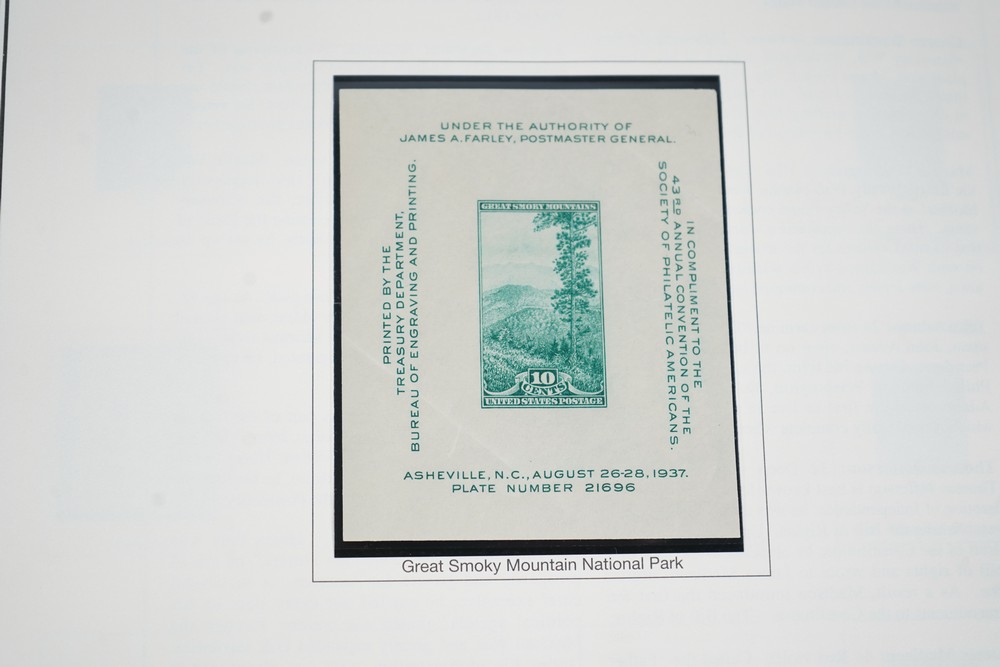 UNDER THE AUTHORITY OF
JAMES A. FARLEY, POSTMASTER GENERAL.
PRINTED BY THE
TREASURY DEPARTMENT,
BUREAU OF ENGRAVING AND PRINTING.
GREAT SMOKY MOUNTAINS
10
CENTS
UNITED STATES POSTAGE
IN COMPLIMENT TO THE
43RD ANNUAL CONVENTION OF THE
SOCIETY OF PHILATELIC AMERICANS.
ASHEVILLE, N.C., AUGUST 26-28, 1937.
PLATE NUMBER 21696
Great Smoky Mountain National Park